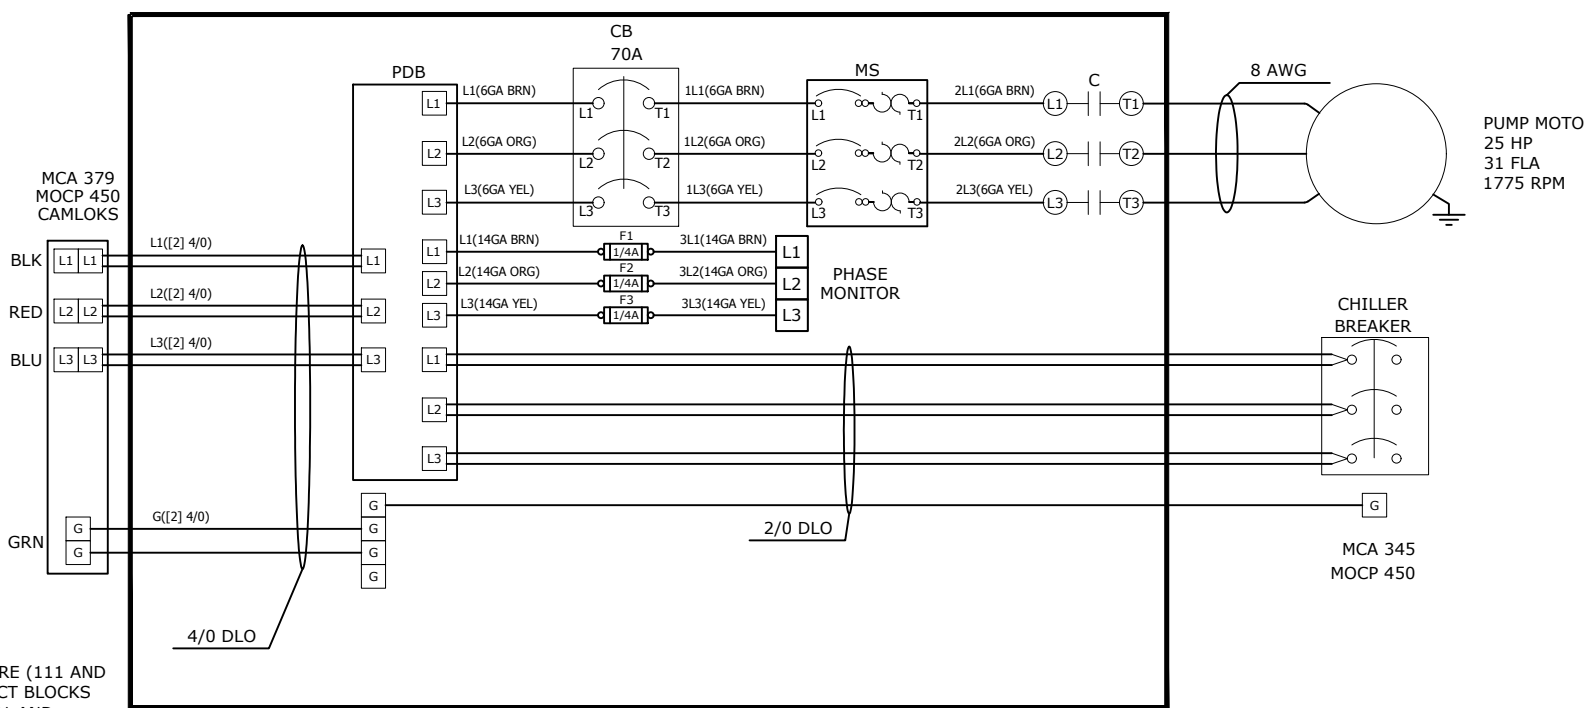 CB
70A
PDB
MS
C
8 AWG
L1
L1(6GA BRN)
L1
T1
1L1(6GA BRN)
L1
T1
2L1(6GA BRN)
L1
T1
L2
L2(6GA ORG)
L2
T2
1L2(6GA ORG)
L2
T2
2L2(6GA ORG)
L2
T2
L3
L3(6GA YEL)
L3
T3
1L3(6GA YEL)
L3
T3
2L3(6GA YEL)
L3
T3
PUMP MOTO
25 HP
31 FLA
1775 RPM
MCA 379
MOCP 450
CAMLOKS
BLK
L1 L1
L1([2] 4/0)
L1
RED
L2 L2
L2([2] 4/0)
L2
BLU
L3 L3
L3([2] 4/0)
L3
L1
L1(14GA BRN)
F1
1/4A
3L1(14GA BRN)
L1
L2
L2(14GA ORG)
F2
1/4A
3L2(14GA ORG)
L2
L3
L3(14GA YEL)
F3
1/4A
3L3(14GA YEL)
L3
PHASE
MONITOR
CHILLER
BREAKER
L1
L2
L3
GRN
G
G
G([2] 4/0)
G
G
G
G
G
2/0 DLO
4/0 DLO
MCA 345
MOCP 450
RE (111 AND
CT BLOCKS